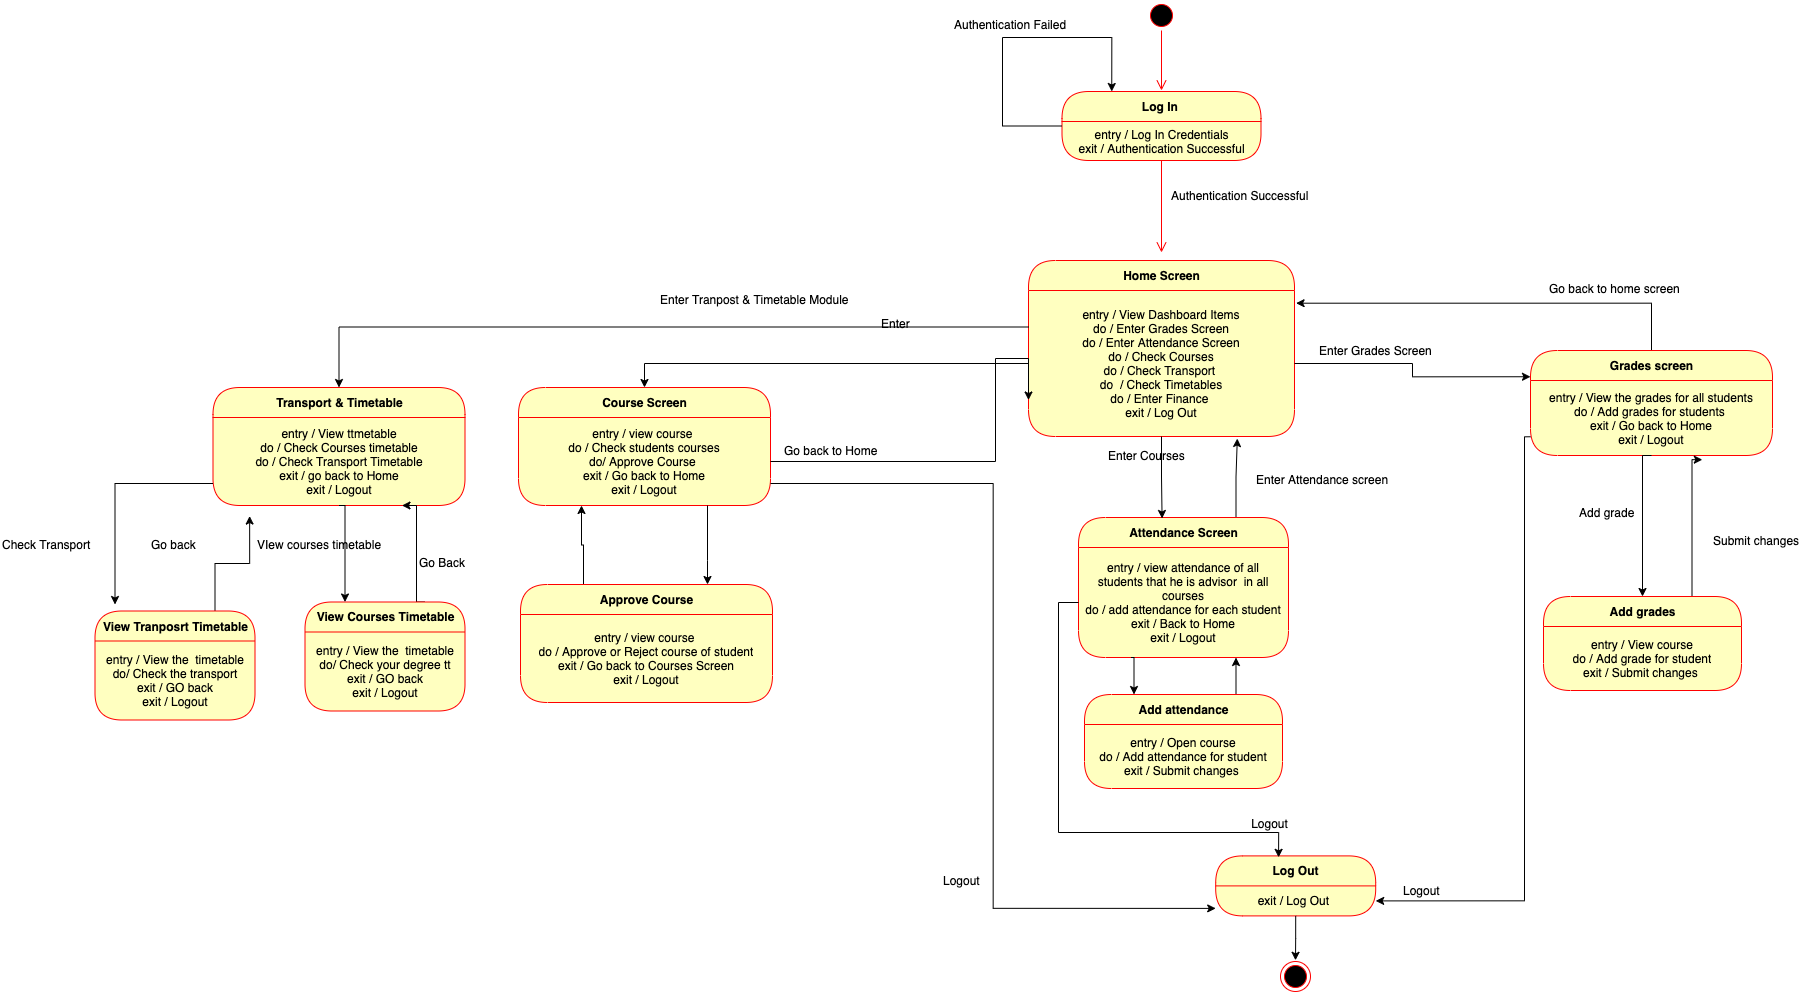 Authentication Failed
Log In
entry / Log In Credentials
exit / Authentication Successful
Authentication Successful
Home Screen
entry / View Dashboard Items
do / Enter Grades Screen
do / Enter Attendance Screen
do / Check Courses
do / Check Transport
do / Check Timetables
do / Enter Finance
exit / Log Out
Enter Tranpost & Timetable Module
Enter
Go back to home screen
Enter Grades Screen
Grades screen
entry / View the grades for all students
do / Add grades for students
exit / Go back to Home
exit / Logout
Transport & Timetable
entry / View ttmetable
do / Check Courses timetable
do / Check Transport Timetable
exit / go back to Home
exit / Logout
Course Screen
entry / view course
do / Check students courses
do/ Approve Course
exit / Go back to Home
exit / Logout
Go back to Home
Enter Courses
Enter Attendance screen
Check Transport
Go back
VIew courses timetable
Go Back
Add grade
Submit changes
Attendance Screen
entry / view attendance of all
students that he is advisor in all
courses
do / add attendance for each student
exit / Back to Home
exit / Logout
View Tranposrt Timetable
entry / View the timetable
do/ Check the transport
exit / GO back
exit / Logout
View Courses Timetable
entry / View the timetable
do/ Check your degree tt
exit / GO back
exit / Logout
Approve Course
entry / view course
do / Approve or Reject course of student
exit / Go back to Courses Screen
exit / Logout
Add grades
entry / View course
do / Add grade for student
exit / Submit changes
Add attendance
entry / Open course
do / Add attendance for student
exit / Submit changes
Logout
Logout
Log Out
exit / Log Out
Logout